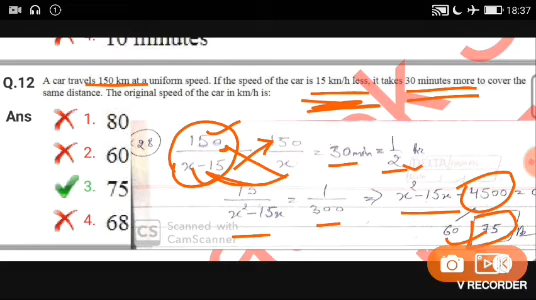 18:37
10 minutes
Q.12 A car travels 150 km at a uniform speed. If the speed of the car is 15 km/h less, it takes 30 minutes more to cover the
same distance. The original speed of the car in km/h is:
Ans 1. 80
2. 60
3. 75
4. 68
28 150/x-15 - 150/x = 30min = 1/2 hr
15/x²-15x = 1/300 ⇒ x²-15x-4500=0
60 75
CS Scanned with
CamScanner
V RECORDER